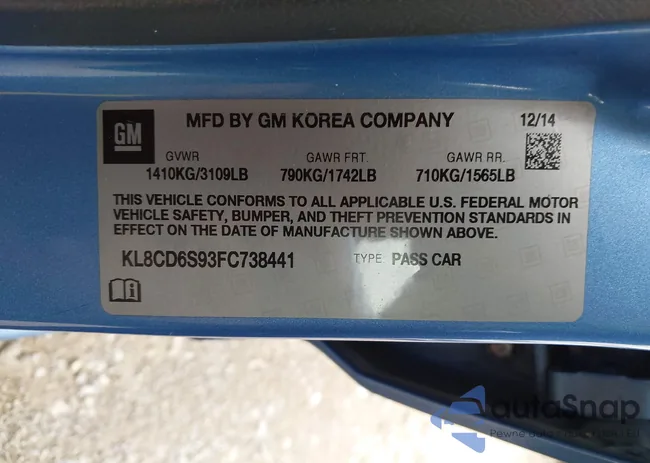 GM MFD BY GM KOREA COMPANY 12/14
GVWR GAWR FRT. GAWR RR.
1410KG/3109LB 790KG/1742LB 710KG/1565LB
THIS VEHICLE CONFORMS TO ALL APPLICABLE U.S. FEDERAL MOTOR
VEHICLE SAFETY, BUMPER, AND THEFT PREVENTION STANDARDS IN
EFFECT ON THE DATE OF MANUFACTURE SHOWN ABOVE.
KL8CD6S93FC738441 TYPE PASS CAR
autoSnap
Pewne auto